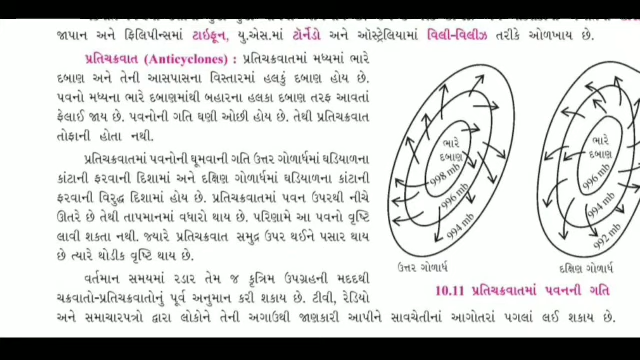 જાપાન અને ફિલિપીન્સમાં ટાઇફૂન, યુ.એસ.માં ટૉર્નેડો અને ઑસ્ટ્રેલિયામાં વિલી-વિલીઝ તરીકે ઓળખાય છે.
પ્રતિચક્રવાત (Anticyclones) : પ્રતિચક્રવાતમાં મધ્યમાં ભારે
દબાણ અને તેની આસપાસના વિસ્તારમાં હલકું દબાણ હોય છે.
પવનો મધ્યના ભારે દબાણમાંથી બહારના હલકા દબાણ તરફ આવતાં
ફેલાઈ જાય છે. પવનોની ગતિ ઘણી ઓછી હોય છે. તેથી પ્રતિચક્રવાત
તોફાની હોતા નથી.
પ્રતિચક્રવાતમાં પવનોની ઘૂમવાની ગતિ ઉત્તર ગોળાર્ધમાં ઘડિયાળના
કાંટાની ફરવાની દિશામાં અને દક્ષિણ ગોળાર્ધમાં ઘડિયાળના કાંટાની
ફરવાની વિરુદ્ધ દિશામાં હોય છે. પ્રતિચક્રવાતમાં પવન ઉપરથી નીચે
ઊતરે છે તેથી તાપમાનમાં વધારો થાય છે. પરિણામે આ પવનો વૃષ્ટિ
લાવી શકતા નથી. જ્યારે પ્રતિચક્રવાત સમુદ્ર ઉપર થઈને પસાર થાય
છે ત્યારે થોડીક વૃષ્ટિ થાય છે.
વર્તમાન સમયમાં રડાર તેમ જ કૃત્રિમ ઉપગ્રહની મદદથી
ચક્રવાતો-પ્રતિચક્રવાતોનું પૂર્વ અનુમાન કરી શકાય છે. ટીવી, રેડિયો
અને સમાચારપત્રો દ્વારા લોકોને તેની અગાઉથી જાણકારી આપીને સાવચેતીનાં આગોતરાં પગલાં લઈ શકાય છે.
ભારે
દબાણ
998 mb
996 mb
994 mb
ઉત્તર ગોળાર્ધ
ભારે
દબાણ
996 mb
994 mb
992 mb
દક્ષિણ ગોળાર્ધ
10.11 પ્રતિચક્રવાતમાં પવનની ગતિ